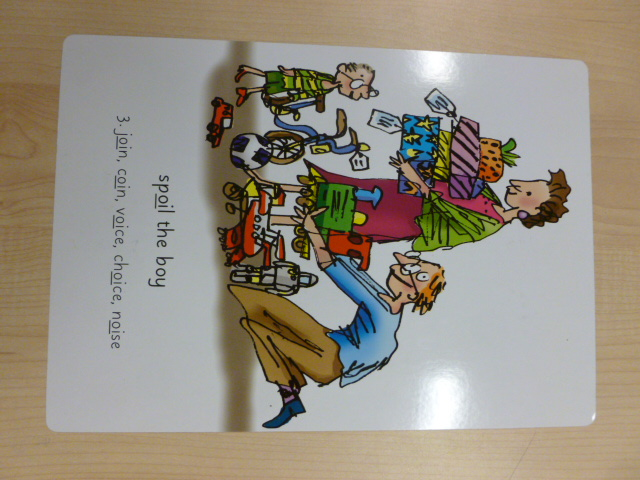 spoil the boy
3. join, coin, voice, choice, noise